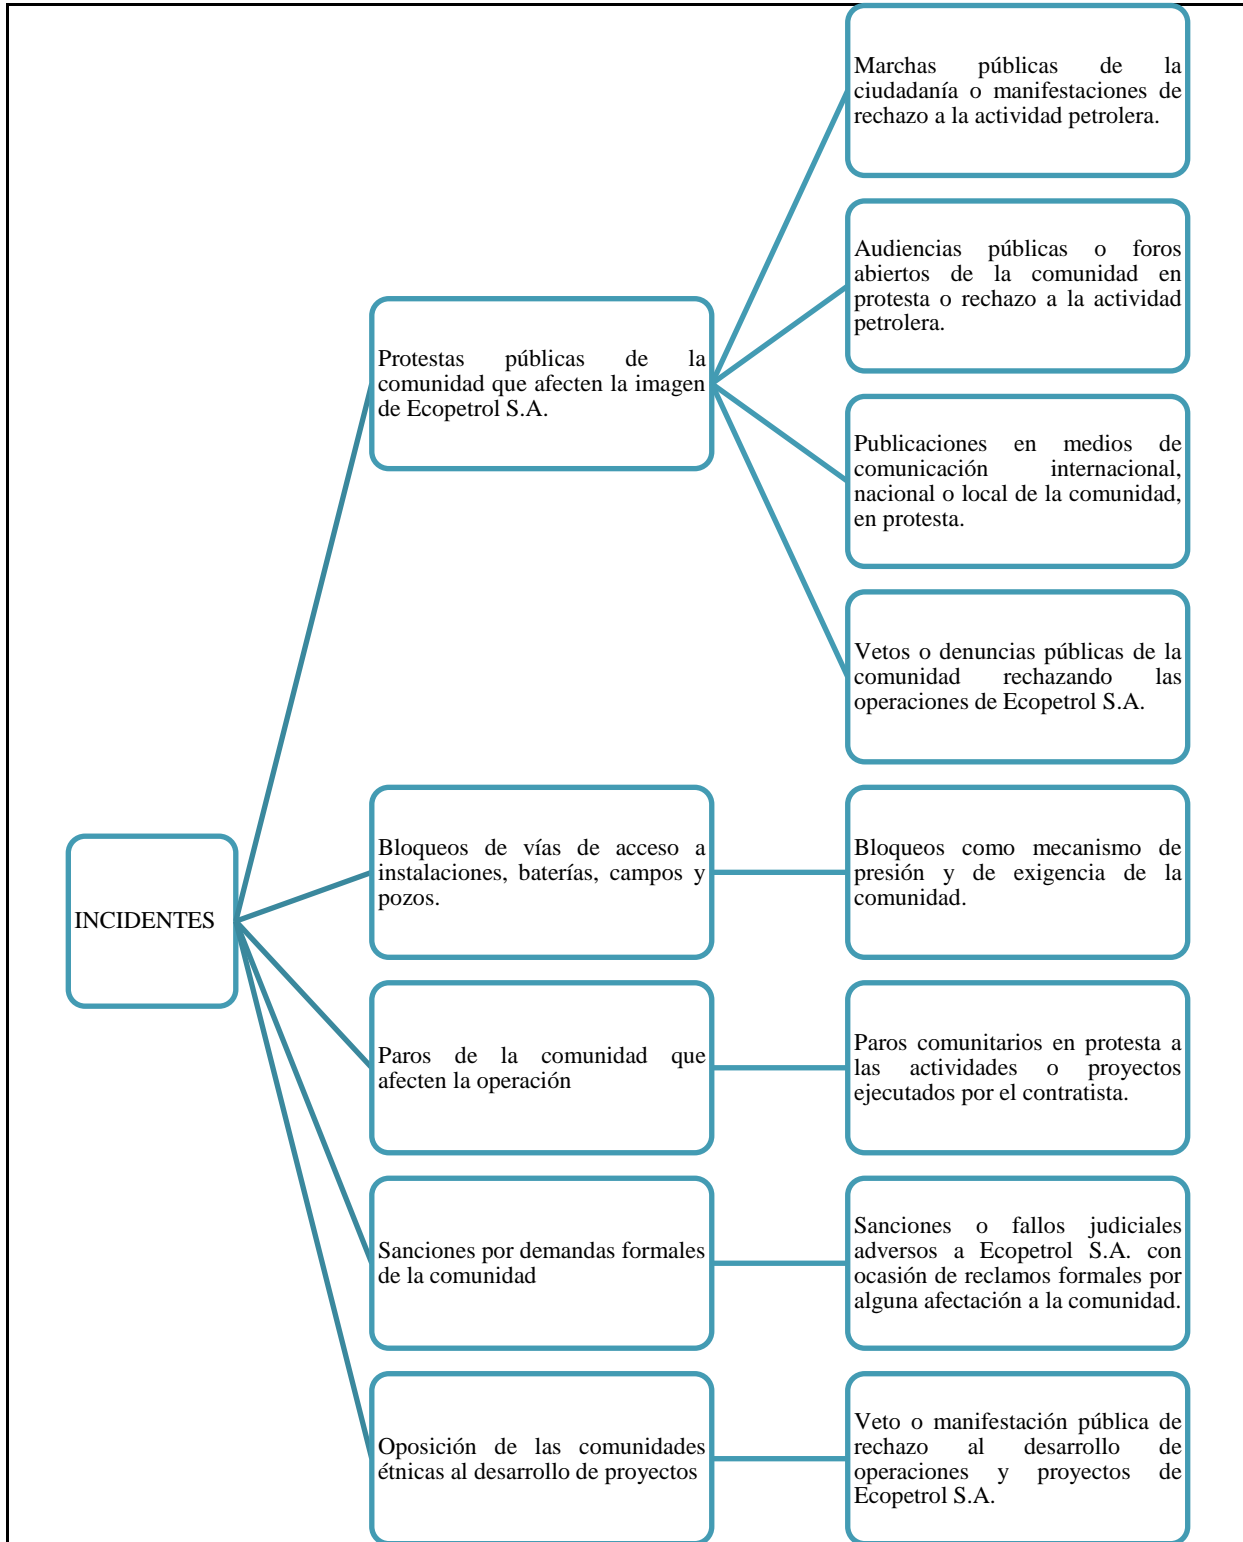 INCIDENTES
Protestas públicas de la
comunidad que afecten la imagen
de Ecopetrol S.A.
Marchas públicas de la
ciudadanía o manifestaciones de
rechazo a la actividad petrolera.
Audiencias públicas o foros
abiertos de la comunidad en
protesta o rechazo a la actividad
petrolera.
Publicaciones en medios de
comunicación internacional,
nacional o local de la comunidad,
en protesta.
Vetos o denuncias públicas de la
comunidad rechazando las
operaciones de Ecopetrol S.A.
Bloqueos de vías de acceso a
instalaciones, baterías, campos y
pozos.
Bloqueos como mecanismo de
presión y de exigencia de la
comunidad.
Paros de la comunidad que
afecten la operación
Paros comunitarios en protesta a
las actividades o proyectos
ejecutados por el contratista.
Sanciones por demandas formales
de la comunidad
Sanciones o fallos judiciales
adversos a Ecopetrol S.A. con
ocasión de reclamos formales por
alguna afectación a la comunidad.
Oposición de las comunidades
étnicas al desarrollo de proyectos
Veto o manifestación pública de
rechazo al desarrollo de
operaciones y proyectos de
Ecopetrol S.A.